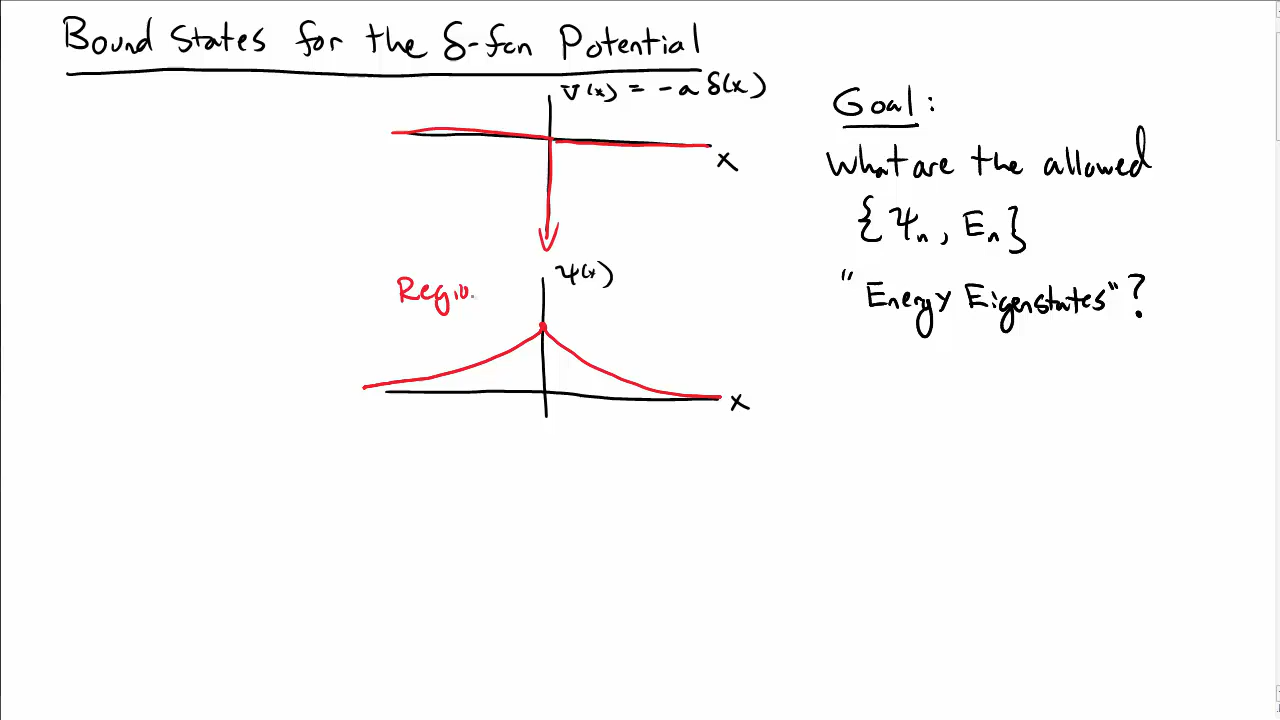 Bound States for the δ-fcn Potential
V(x) = -a δ(x)
x
Goal:
What are the allowed
{ Ψn, En }
"Energy Eigenstates"?
Ψ(x)
Regio
x